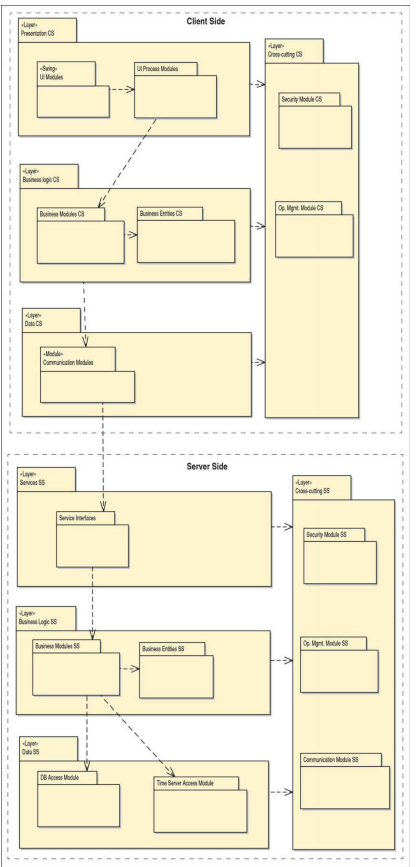 Client Side
«Layer»
Presentation CS
«Swing»
UI Modules
UI Process Modules
«Layer»
Cross-cutting CS
Security Module CS
Op. Mgmt. Module CS
«Layer»
Business logic CS
Business Modules CS
Business Entities CS
«Layer»
Data CS
«Module»
Communication Modules
Server Side
«Layer»
Services SS
Service Interfaces
«Layer»
Cross-cutting SS
Security Module SS
Op. Mgmt. Module SS
Communication Module SS
«Layer»
Business Logic SS
Business Modules SS
Business Entities SS
«Layer»
Data SS
DB Access Module
Time Server Access Module